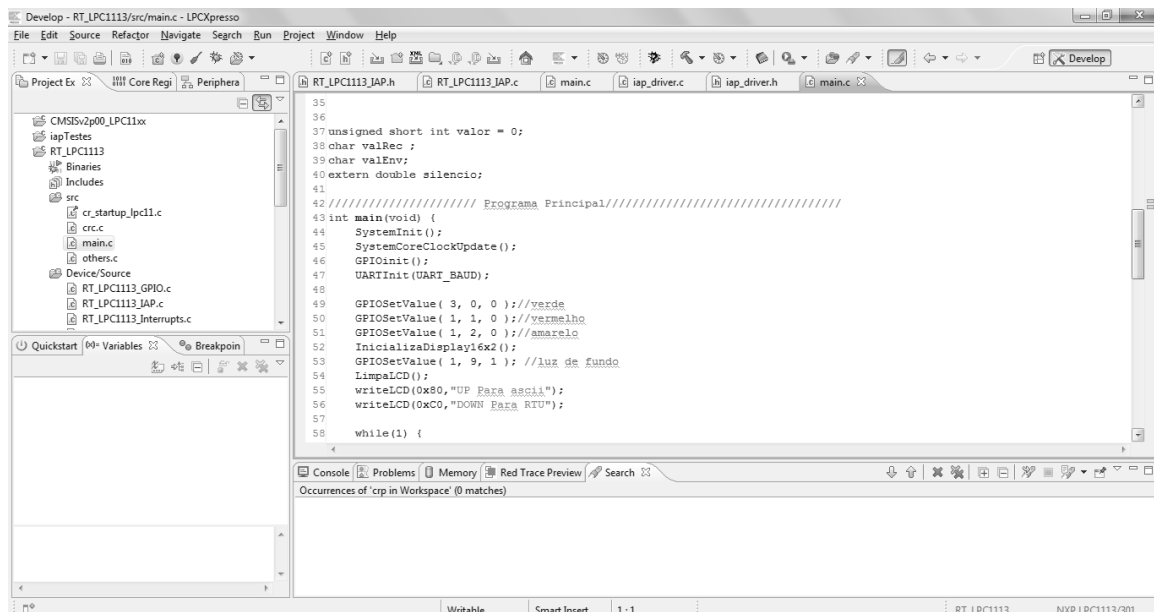 Develop - RT_LPC1113/src/main.c - LPCXpresso
File Edit Source Refactor Navigate Search Run Project Window Help
Develop
Project Ex Core Regi Periphera
RT_LPC1113_IAP.h RT_LPC1113_IAP.c main.c iap_driver.c iap_driver.h main.c
CMSISv2p00_LPC11xx
iapTestes
RT_LPC1113
Binaries
Includes
src
cr_startup_lpc11.c
crc.c
main.c
others.c
Device/Source
RT_LPC1113_GPIO.c
RT_LPC1113_IAP.c
RT_LPC1113_Interrupts.c
Quickstart Variables Breakpoin
35
36
37 unsigned short int valor = 0;
38 char valRec ;
39 char valEnv;
40 extern double silencio;
41
42 ////////////////////// Programa Principal///////////////////////////////////
43 int main(void) {
44 SystemInit();
45 SystemCoreClockUpdate();
46 GPIOinit();
47 UARTInit(UART_BAUD);
48
49 GPIOSetValue( 3, 0, 0 );//verde
50 GPIOSetValue( 1, 1, 0 );//vermelho
51 GPIOSetValue( 1, 2, 0 );//amarelo
52 InicializaDisplay16x2();
53 GPIOSetValue( 1, 9, 1 ); //luz de fundo
54 LimpaLCD();
55 writeLCD(0x80,"UP Para ascii");
56 writeLCD(0xC0,"DOWN Para RTU");
57
58 while(1) {
Console Problems Memory Red Trace Preview Search
Occurrences of 'crp in Workspace' (0 matches)
Writable Smart Insert 1 : 1 RT_LPC1113 NXP LPC1113/301